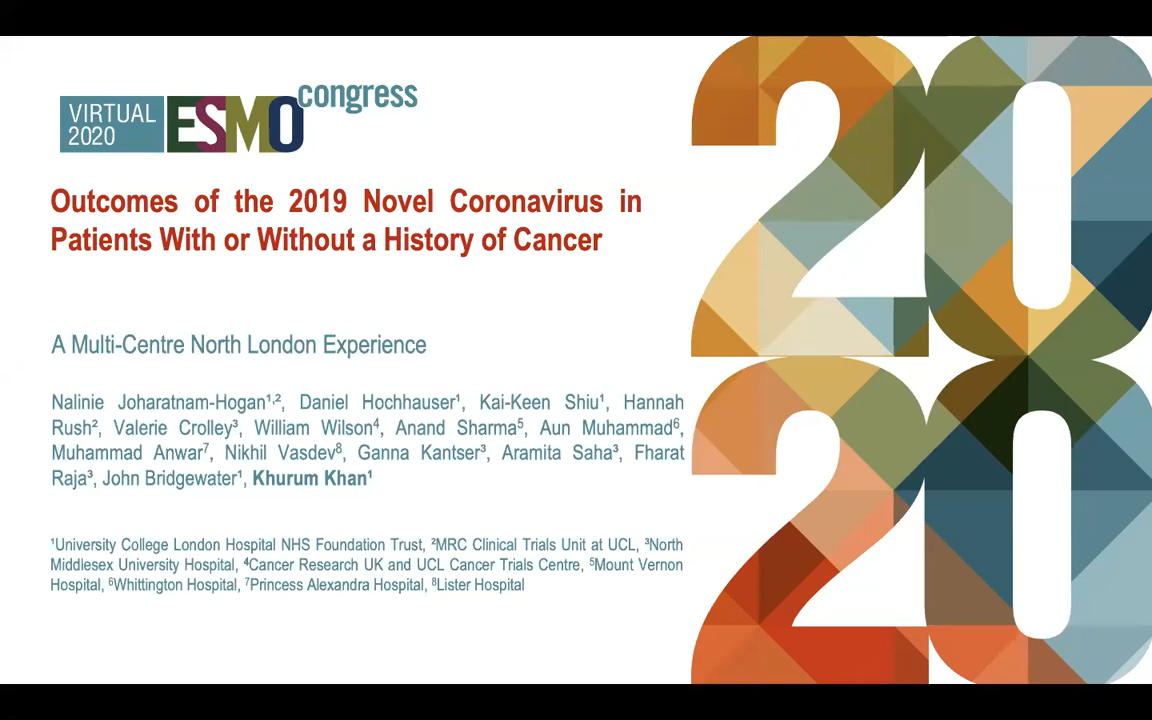 VIRTUAL
2020
ESMO
congress
Outcomes of the 2019 Novel Coronavirus in
Patients With or Without a History of Cancer
A Multi-Centre North London Experience
Nalinie Joharatnam-Hogan¹,², Daniel Hochhauser¹, Kai-Keen Shiu¹, Hannah
Rush², Valerie Crolley³, William Wilson⁴, Anand Sharma⁵, Aun Muhammad⁶,
Muhammad Anwar⁷, Nikhil Vasdev⁸, Ganna Kantser³, Aramita Saha³, Fharat
Raja³, John Bridgewater¹, Khurum Khan¹
¹University College London Hospital NHS Foundation Trust, ²MRC Clinical Trials Unit at UCL, ³North
Middlesex University Hospital, ⁴Cancer Research UK and UCL Cancer Trials Centre, ⁵Mount Vernon
Hospital, ⁶Whittington Hospital, ⁷Princess Alexandra Hospital, ⁸Lister Hospital
20
20